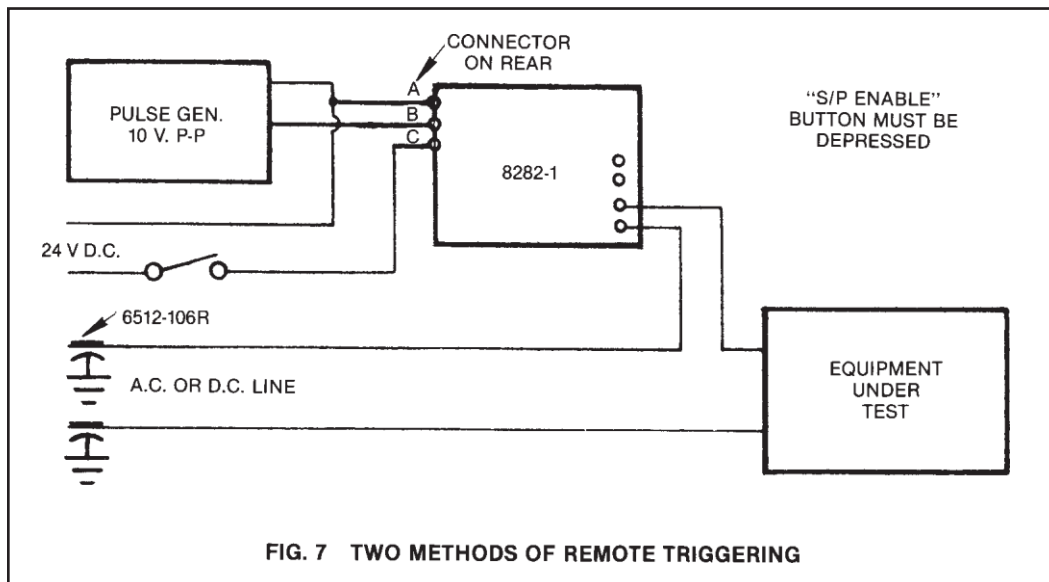 CONNECTOR
ON REAR
A
PULSE GEN.
10 V. P-P
B
C
8282-1
"S/P ENABLE"
BUTTON MUST BE
DEPRESSED
24 V D.C.
6512-106R
A.C. OR D.C. LINE
EQUIPMENT
UNDER
TEST
FIG. 7 TWO METHODS OF REMOTE TRIGGERING